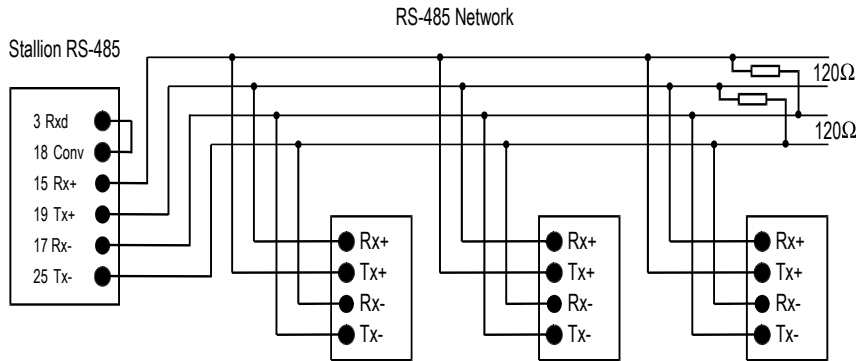 RS-485 Network
Stallion RS-485
120Ω
120Ω
3 Rxd
18 Conv
15 Rx+
19 Tx+
17 Rx-
25 Tx-
Rx+
Tx+
Rx-
Tx-
Rx+
Tx+
Rx-
Tx-
Rx+
Tx+
Rx-
Tx-